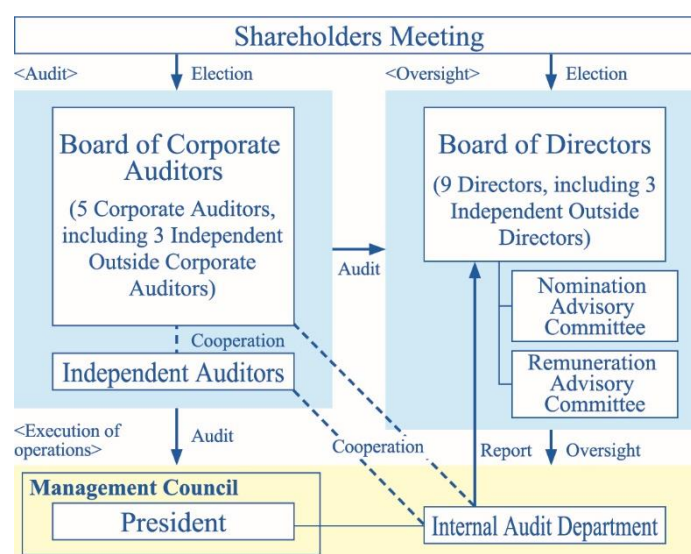 Shareholders Meeting
<Audit>
Election
<Oversight>
Election
Board of Corporate
Auditors
(5 Corporate Auditors,
including 3 Independent
Outside Corporate
Auditors)
Audit
Board of Directors
(9 Directors, including 3
Independent Outside
Directors)
Nomination
Advisory
Committee
Remuneration
Advisory
Committee
Cooperation
Independent Auditors
<Execution of
operations>
Audit
Cooperation
Report
Oversight
Management Council
President
Internal Audit Department